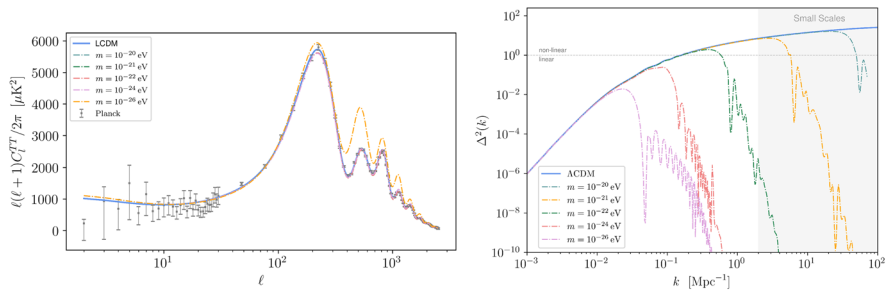 LCDM
m = 10⁻²⁰ eV
m = 10⁻²¹ eV
m = 10⁻²² eV
m = 10⁻²⁴ eV
m = 10⁻²⁶ eV
Planck
6000
5000
4000
3000
2000
1000
0
ℓ(ℓ + 1)C_l^{TT}/2π [μK²]
10¹
10²
10³
ℓ
Small Scales
non-linear
linear
ΛCDM
m = 10⁻²⁰ eV
m = 10⁻²¹ eV
m = 10⁻²² eV
m = 10⁻²⁴ eV
m = 10⁻²⁶ eV
10²
10⁰
10⁻²
10⁻⁴
10⁻⁶
10⁻⁸
10⁻¹⁰
Δ²(k)
10⁻³
10⁻²
10⁻¹
10⁰
10¹
10²
k [Mpc⁻¹]